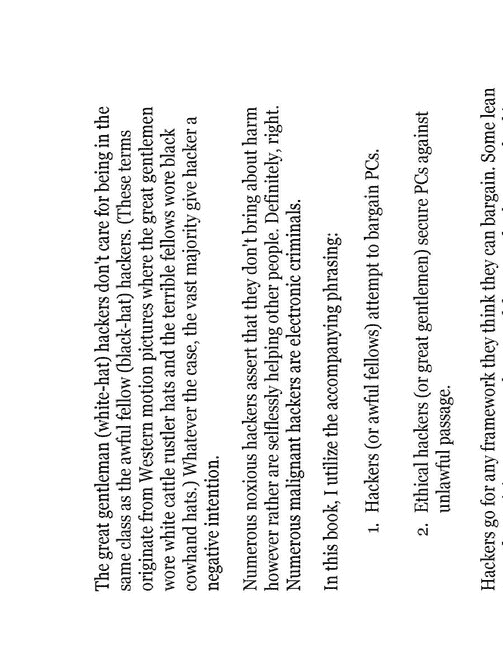 The great gentleman (white-hat) hackers don't care for being in the
same class as the awful fellow (black-hat) hackers. (These terms
originate from Western motion pictures where the great gentlemen
wore white cattle rustler hats and the terrible fellows wore black
cowhand hats.) Whatever the case, the vast majority give hacker a
negative intention.
Numerous noxious hackers assert that they don't bring about harm
however rather are selflessly helping other people. Definitely, right.
Numerous malignant hackers are electronic criminals.
In this book, I utilize the accompanying phrasing:
1. Hackers (or awful fellows) attempt to bargain PCs.
2. Ethical hackers (or great gentlemen) secure PCs against
unlawful passage.
Hackers go for any framework they think they can bargain. Some lean